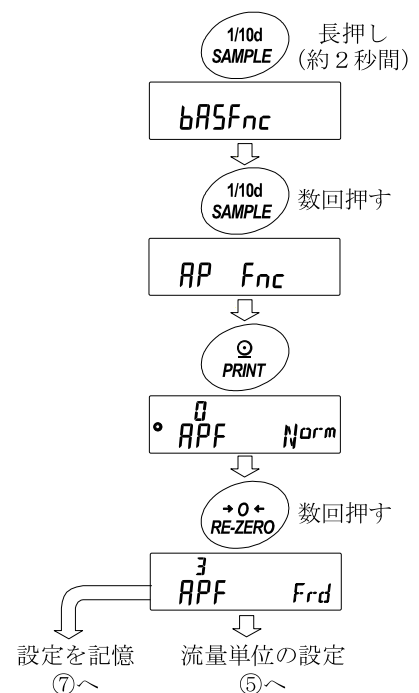 1/10d
SAMPLE
長押し
(約2秒間)
bASFnc
1/10d
SAMPLE
数回押す
AP Fnc
PRINT
0
APF Norm
→0←
RE-ZERO
数回押す
3
APF Frd
設定を記憶
⑦へ
流量単位の設定
⑤へ